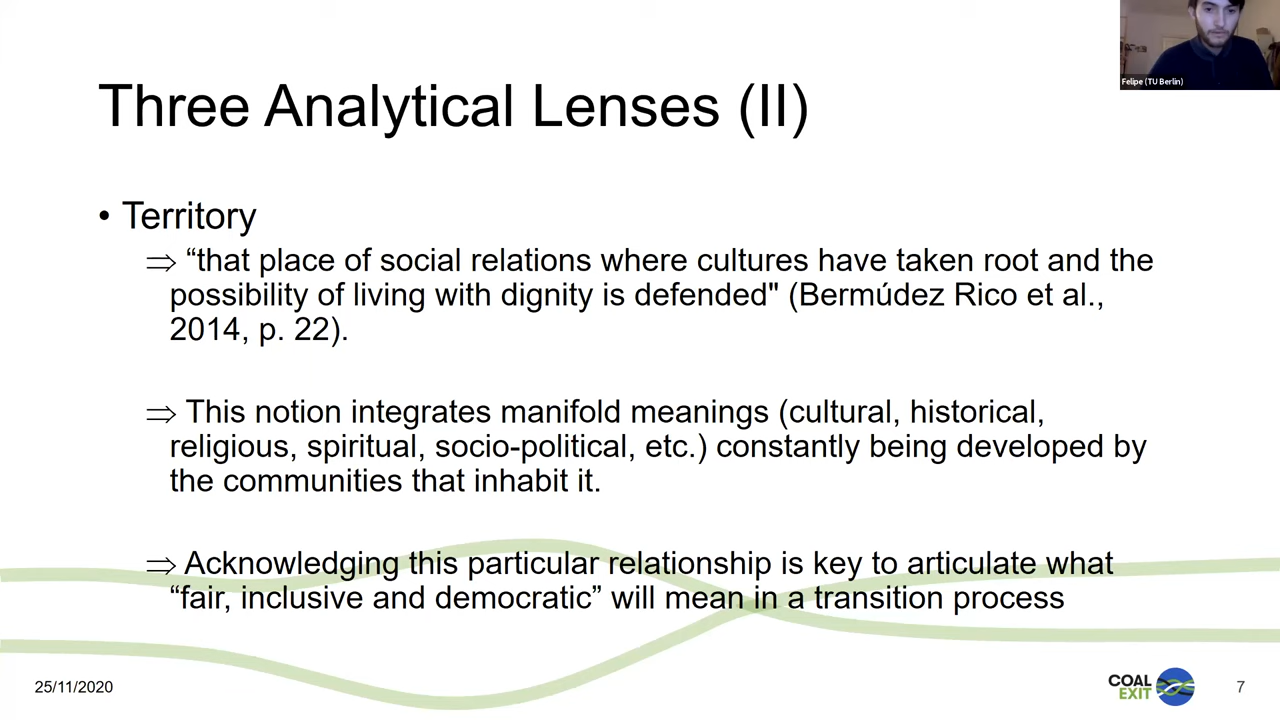 Felipe (TU Berlin)
Three Analytical Lenses (II)
• Territory
⇒ “that place of social relations where cultures have taken root and the
possibility of living with dignity is defended" (Bermúdez Rico et al.,
2014, p. 22).
⇒ This notion integrates manifold meanings (cultural, historical,
religious, spiritual, socio-political, etc.) constantly being developed by
the communities that inhabit it.
⇒ Acknowledging this particular relationship is key to articulate what
“fair, inclusive and democratic” will mean in a transition process
25/11/2020
COAL
EXIT
7